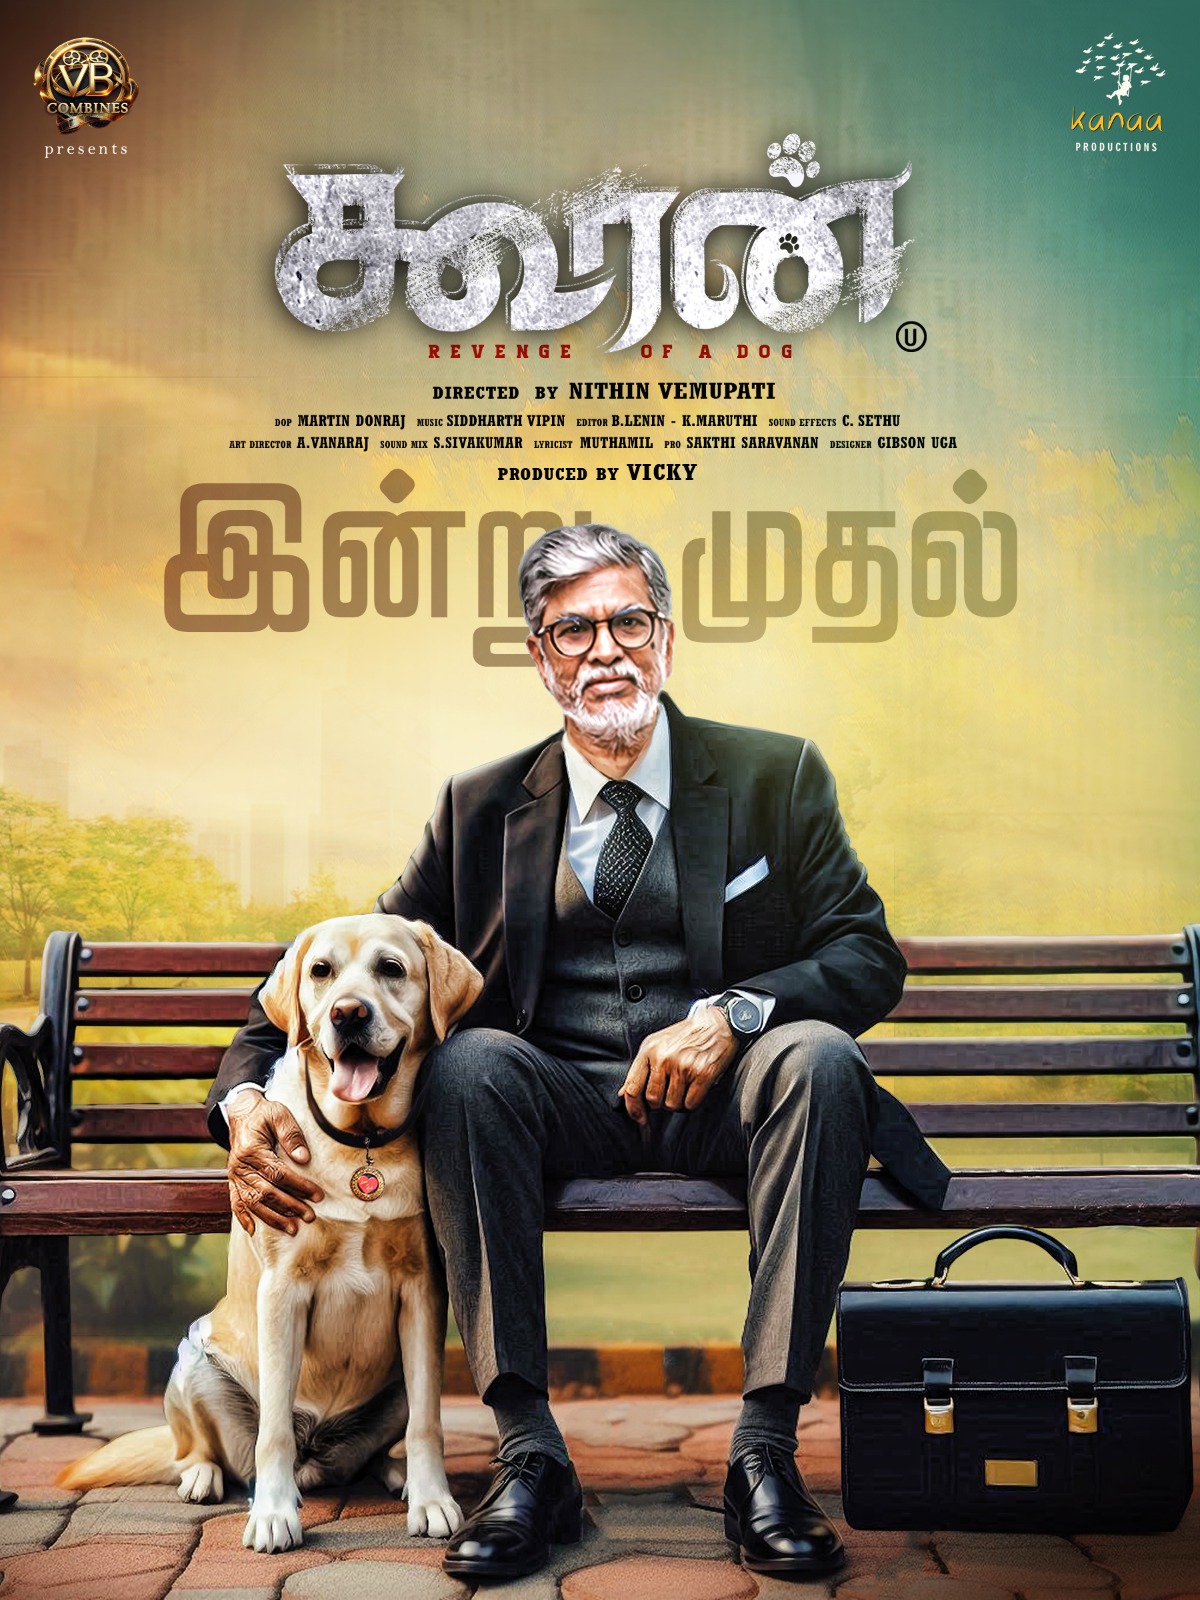 VB
COMBINES
presents
kanaa
PRODUCTIONS
கூரன்
REVENGE OF A DOG
U
DIRECTED BY NITHIN VEMUPATI
DOP MARTIN DONRAJ MUSIC SIDDHARTH VIPIN EDITOR B.LENIN - K.MARUTHI SOUND EFFECTS C. SETHU
ART DIRECTOR A.VANARAJ SOUND MIX S.SIVAKUMAR LYRICIST MUTHAMIL PRO SAKTHI SARAVANAN DESIGNER GIBSON UGA
PRODUCED BY VICKY
இன்று முதல்